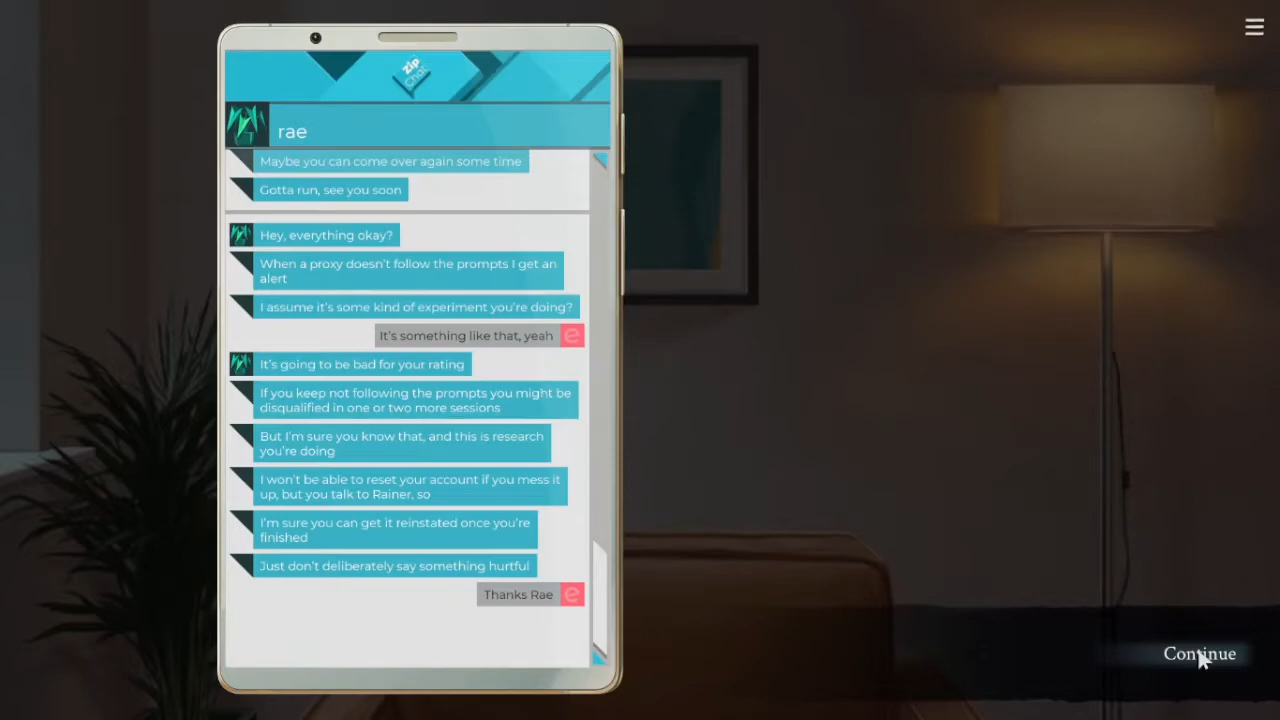 zip
Chat
rae
Maybe you can come over again some time
Gotta run, see you soon
Hey, everything okay?
When a proxy doesn't follow the prompts I get an
alert
I assume it's some kind of experiment you're doing?
It's something like that, yeah
e
It's going to be bad for your rating
If you keep not following the prompts you might be
disqualified in one or two more sessions
But I'm sure you know that, and this is research
you're doing
I won't be able to reset your account if you mess it
up, but you talk to Rainer, so
I'm sure you can get it reinstated once you're
finished
Just don't deliberately say something hurtful
Thanks Rae
e
Continue